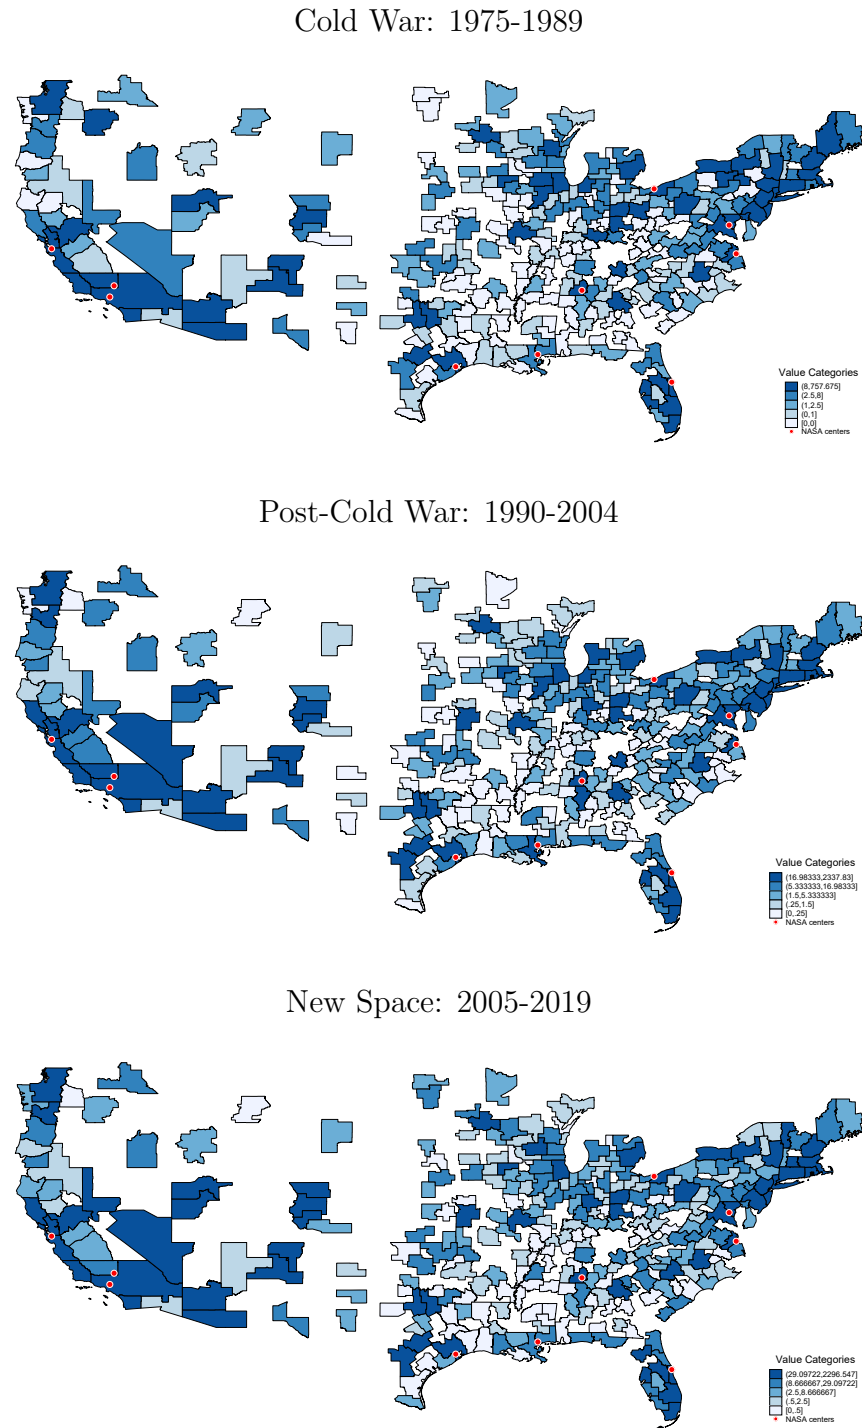 Cold War: 1975-1989
Value Categories
(8,757.675]
(2.5,8]
(1,2.5]
(0,1]
[0,0]
NASA centers
Post-Cold War: 1990-2004
Value Categories
(16.98333,2337.83]
(5.333333,16.98333]
(1.5,5.333333]
(.25,1.5]
[0,.25]
NASA centers
New Space: 2005-2019
Value Categories
(29.09722,2296.547]
(8.666667,29.09722]
(2.5,8.666667]
(.5,2.5]
[0,.5]
NASA centers